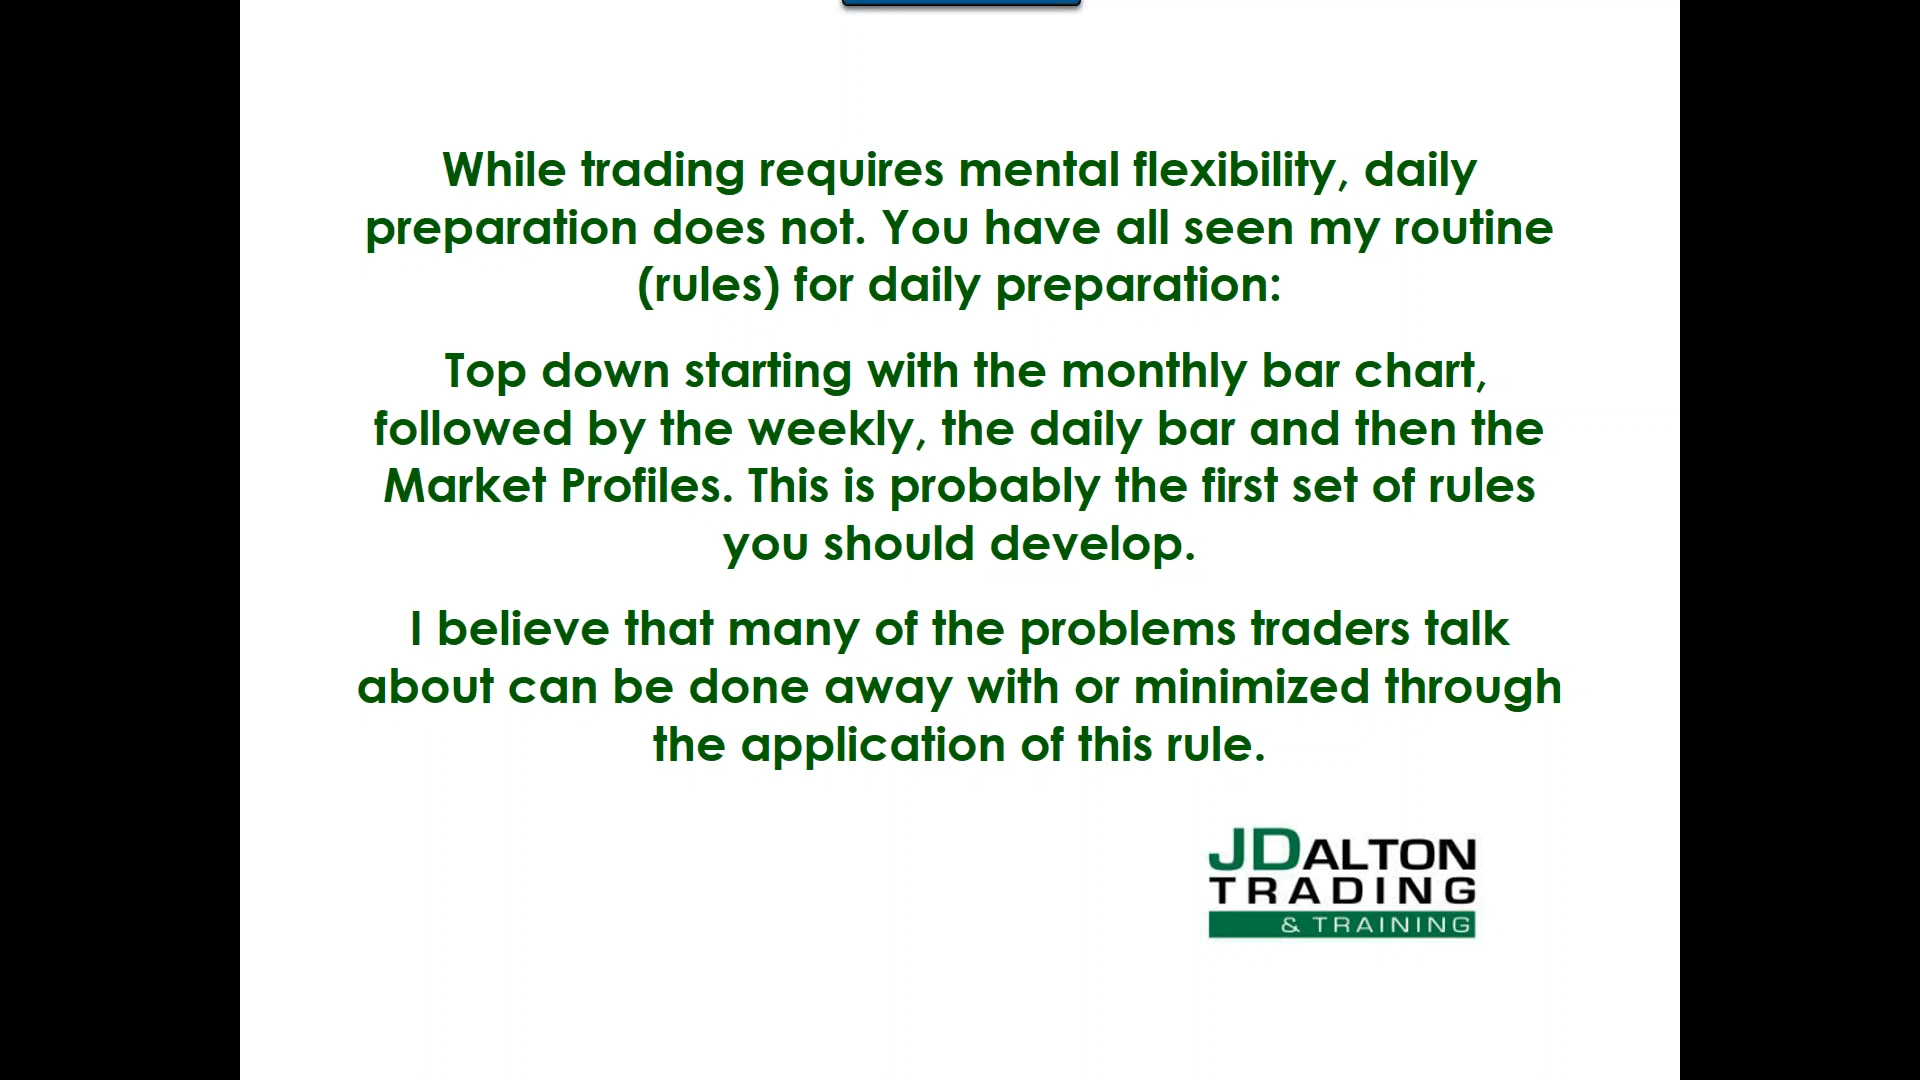 While trading requires mental flexibility, daily
preparation does not. You have all seen my routine
(rules) for daily preparation:
Top down starting with the monthly bar chart,
followed by the weekly, the daily bar and then the
Market Profiles. This is probably the first set of rules
you should develop.
I believe that many of the problems traders talk
about can be done away with or minimized through
the application of this rule.
JDALTON
TRADING
& TRAINING